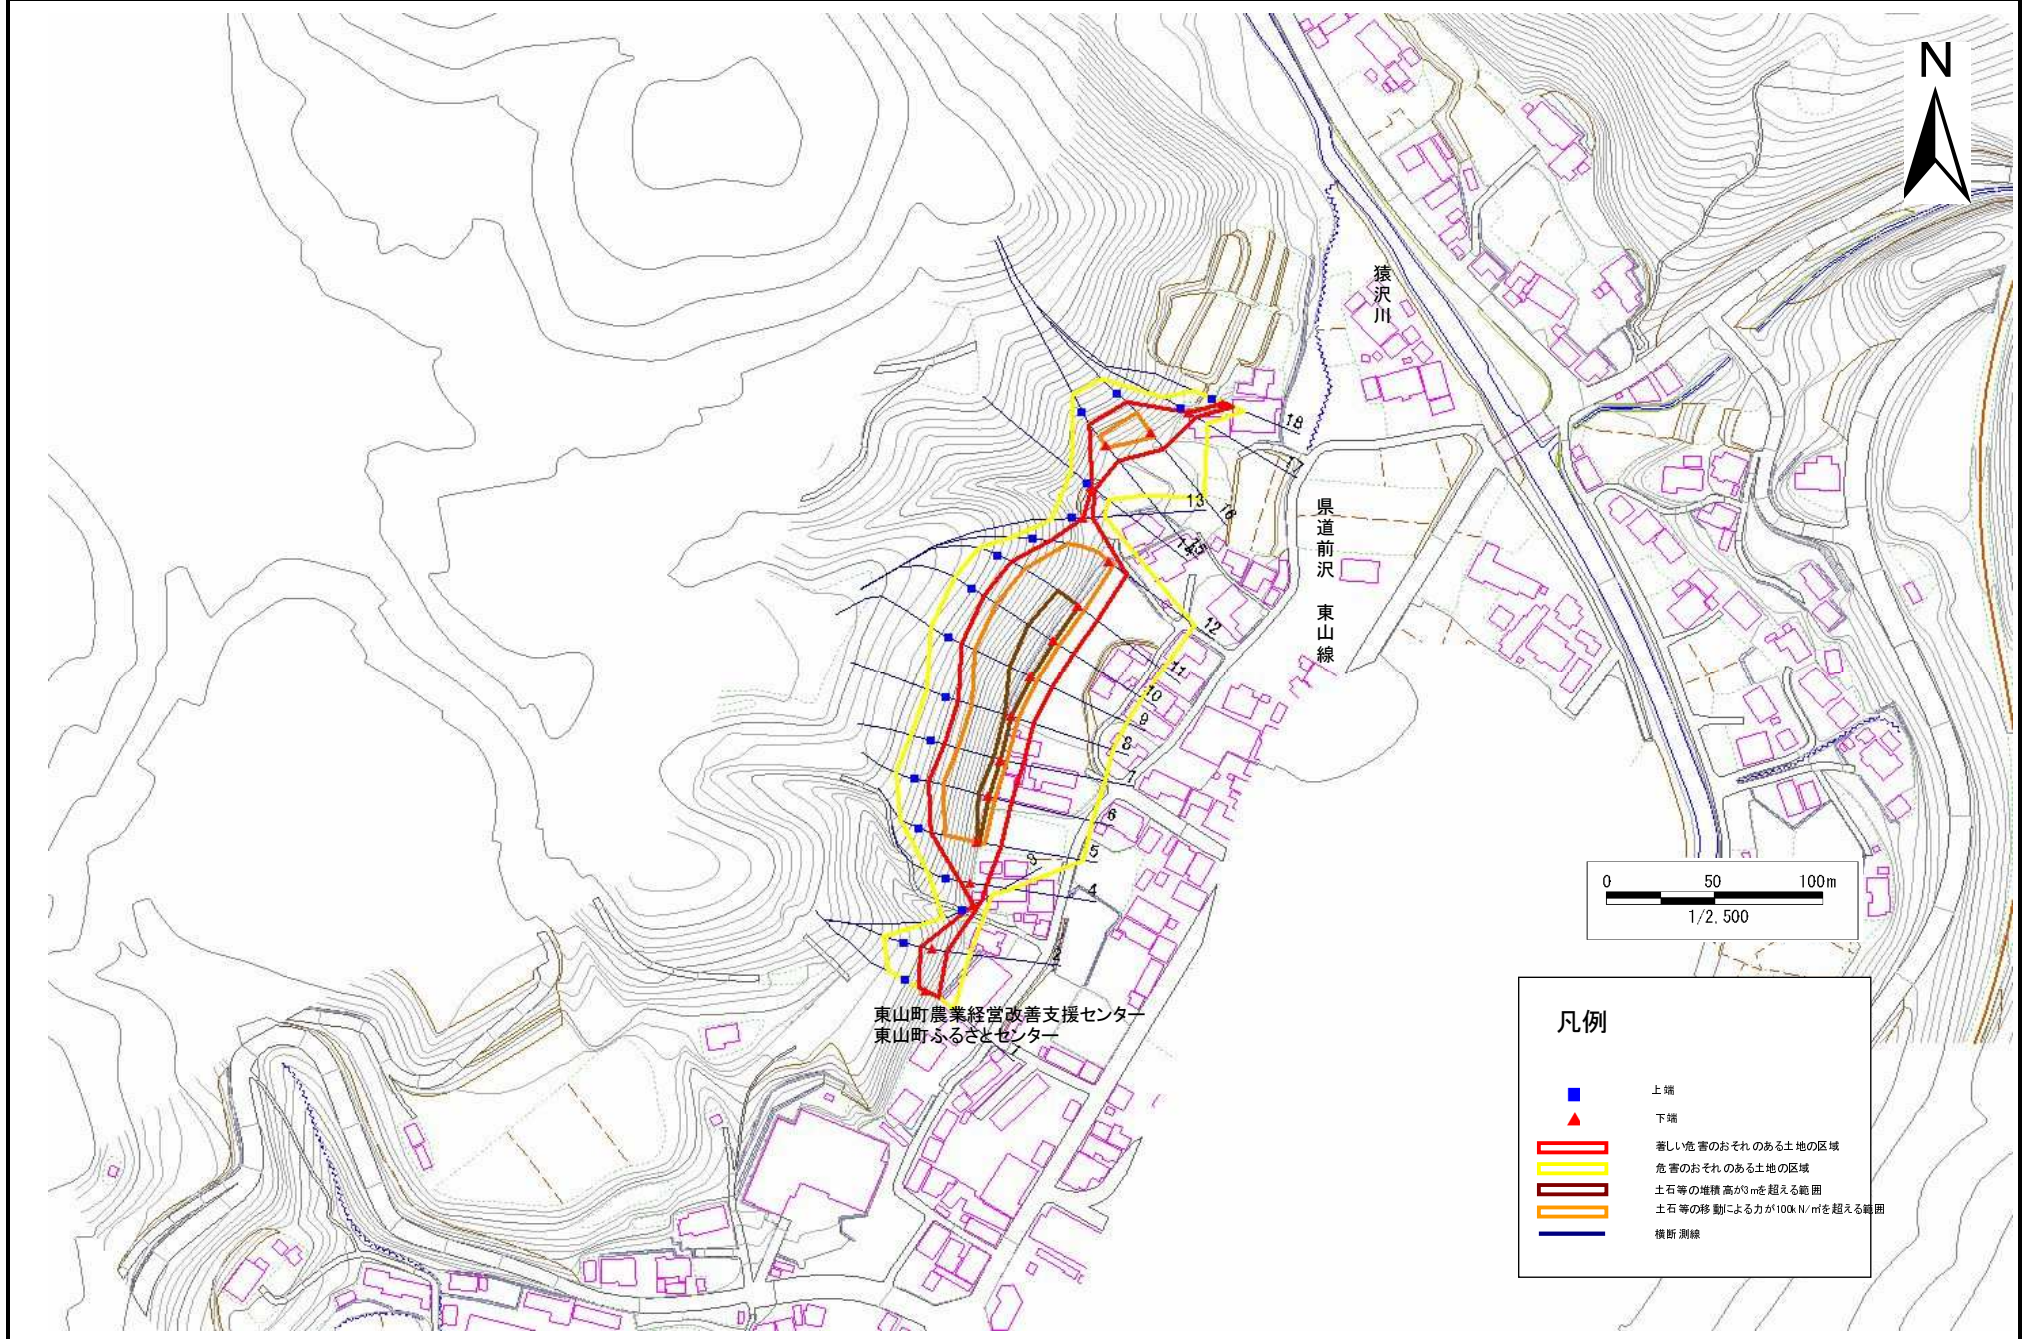 N
猿沢川
18
17
13
16
15
14
県道前沢 東山線
12
11
10
9
8
7
6
5
3
4
2
東山町農業経営改善支援センター
東山町ふるさとセンター
1
0 50 100m
1/2,500
凡例
上端
下端
著しい危害のおそれのある土地の区域
危害のおそれのある土地の区域
土石等の堆積高が3mを超える範囲
土石等の移動による力が100kN/㎡を超える範囲
横断測線